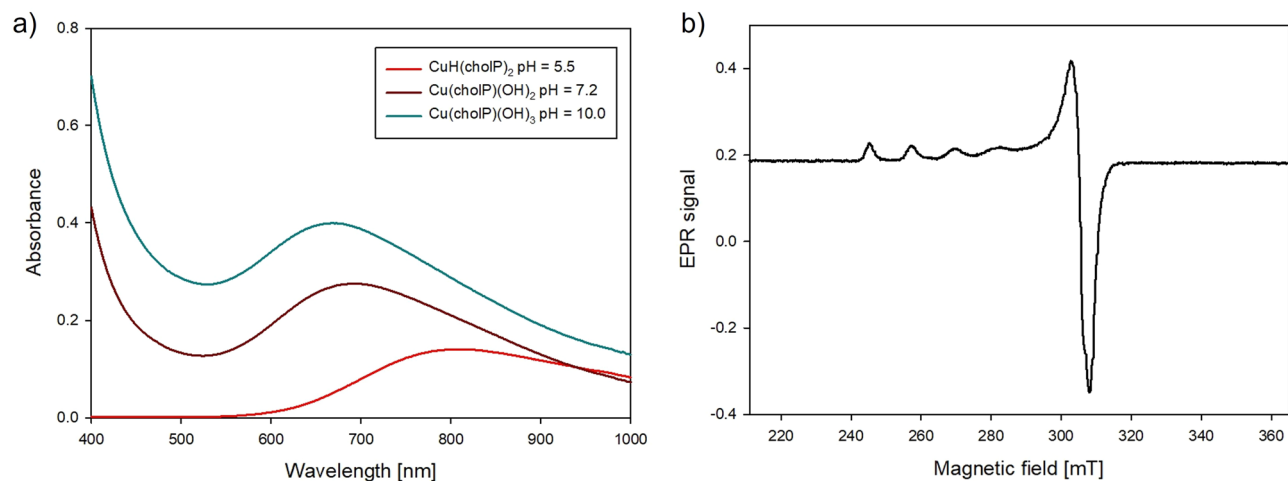 a)
0.8
0.6
0.4
0.2
0.0
Absorbance
400 500 600 700 800 900 1000
Wavelength [nm]
CuH(cholP)₂ pH = 5.5
Cu(cholP)(OH)₂ pH = 7.2
Cu(cholP)(OH)₃ pH = 10.0
b)
0.4
0.2
0.0
-0.2
-0.4
EPR signal
220 240 260 280 300 320 340 360
Magnetic field [mT]